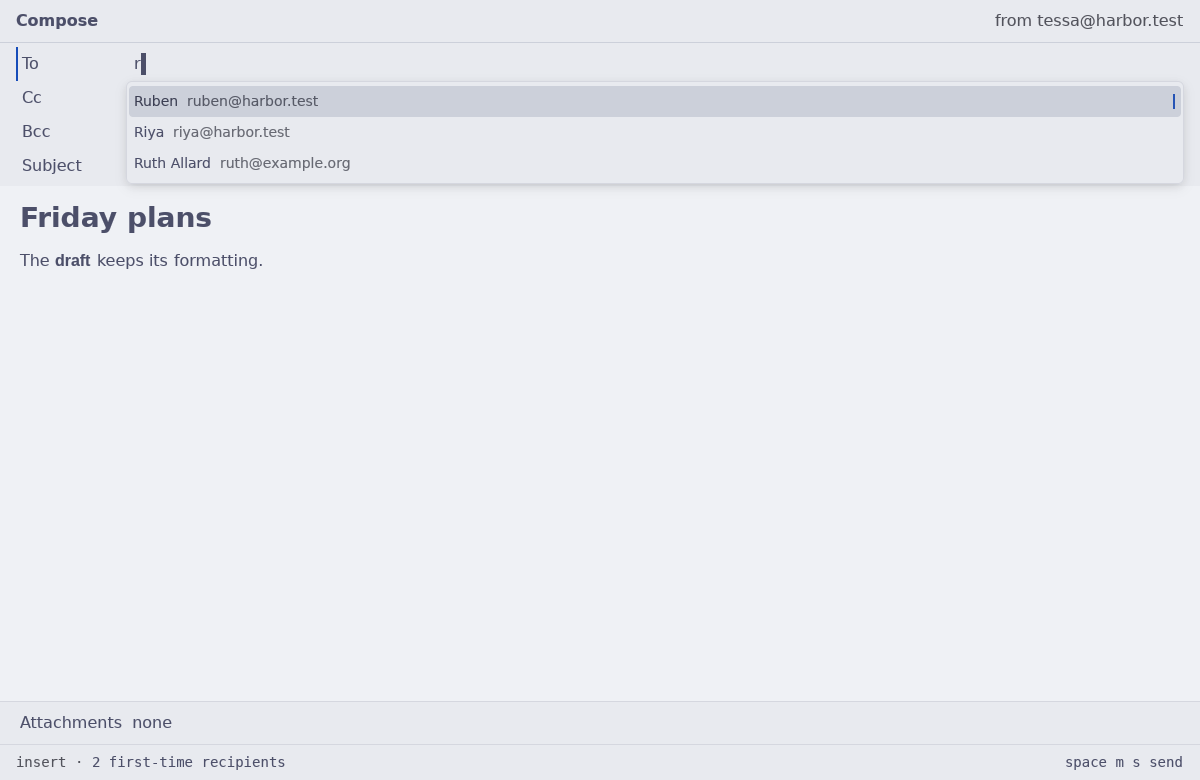 Compose from tessa@harbor.test
To r
Ruben ruben@harbor.test
Cc
Riya riya@harbor.test
Bcc
Ruth Allard ruth@example.org
Subject
Friday plans
The draft keeps its formatting.
Attachments none
insert · 2 first-time recipients space m s send